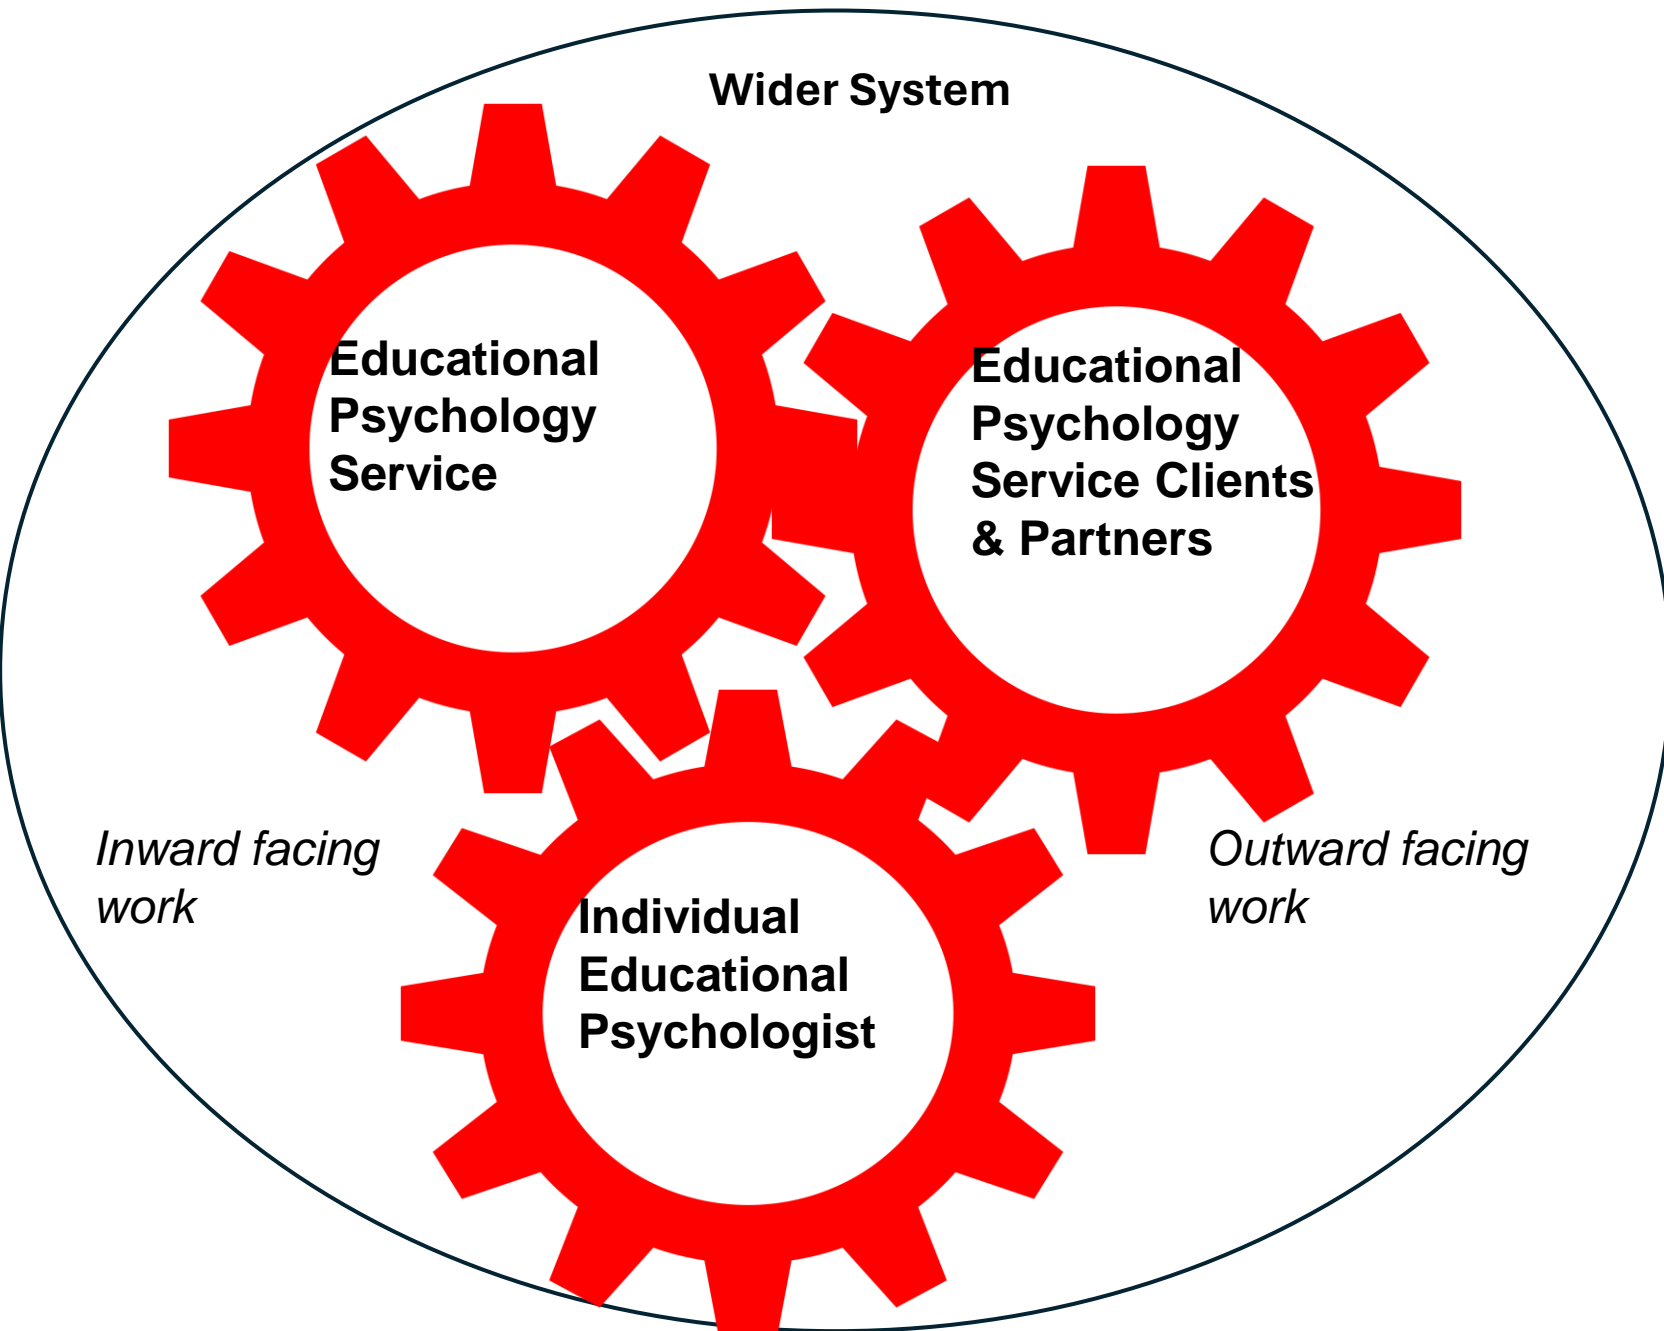 Wider System
Educational
Psychology
Service
Educational
Psychology
Service Clients
& Partners
Inward facing
work
Outward facing
work
Individual
Educational
Psychologist